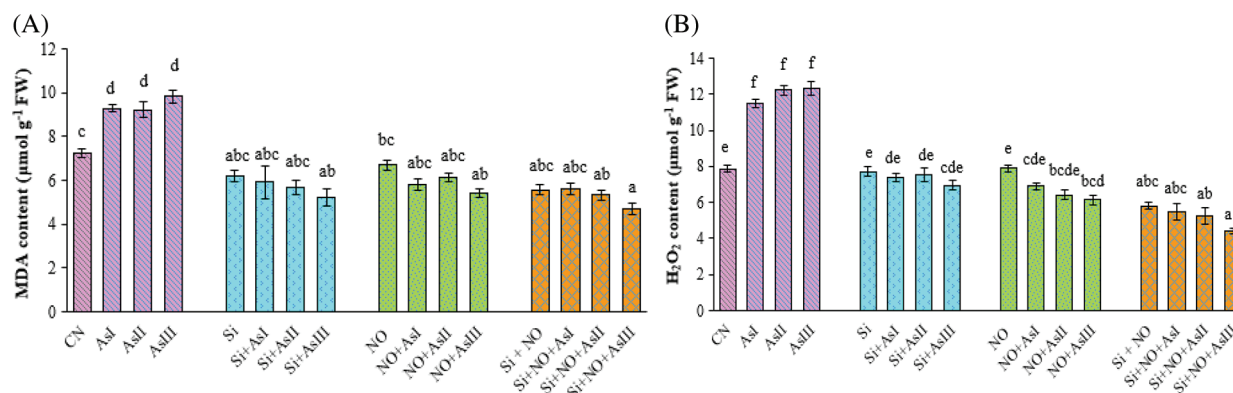 (A)
MDA content (µmol g-1 FW)
12
10
8
6
4
2
0
c
d
d
d
abc
abc
abc
ab
bc
abc
abc
ab
abc
abc
ab
a
CN
AsI
AsII
AsIII
Si
Si+AsI
Si+AsII
Si+AsIII
NO
NO+AsI
NO+AsII
NO+AsIII
Si + NO
Si+NO+AsI
Si+NO+AsII
Si+NO+AsIII
(B)
H₂O₂ content (µmol g-1 FW)
14
12
10
8
6
4
2
0
e
f
f
f
e
de
de
cde
e
cde
bcde
bcd
abc
abc
ab
a
CN
AsI
AsII
AsIII
Si
Si+AsI
Si+AsII
Si+AsIII
NO
NO+AsI
NO+AsII
NO+AsIII
Si + NO
Si+NO+AsI
Si+NO+AsII
Si+NO+AsIII